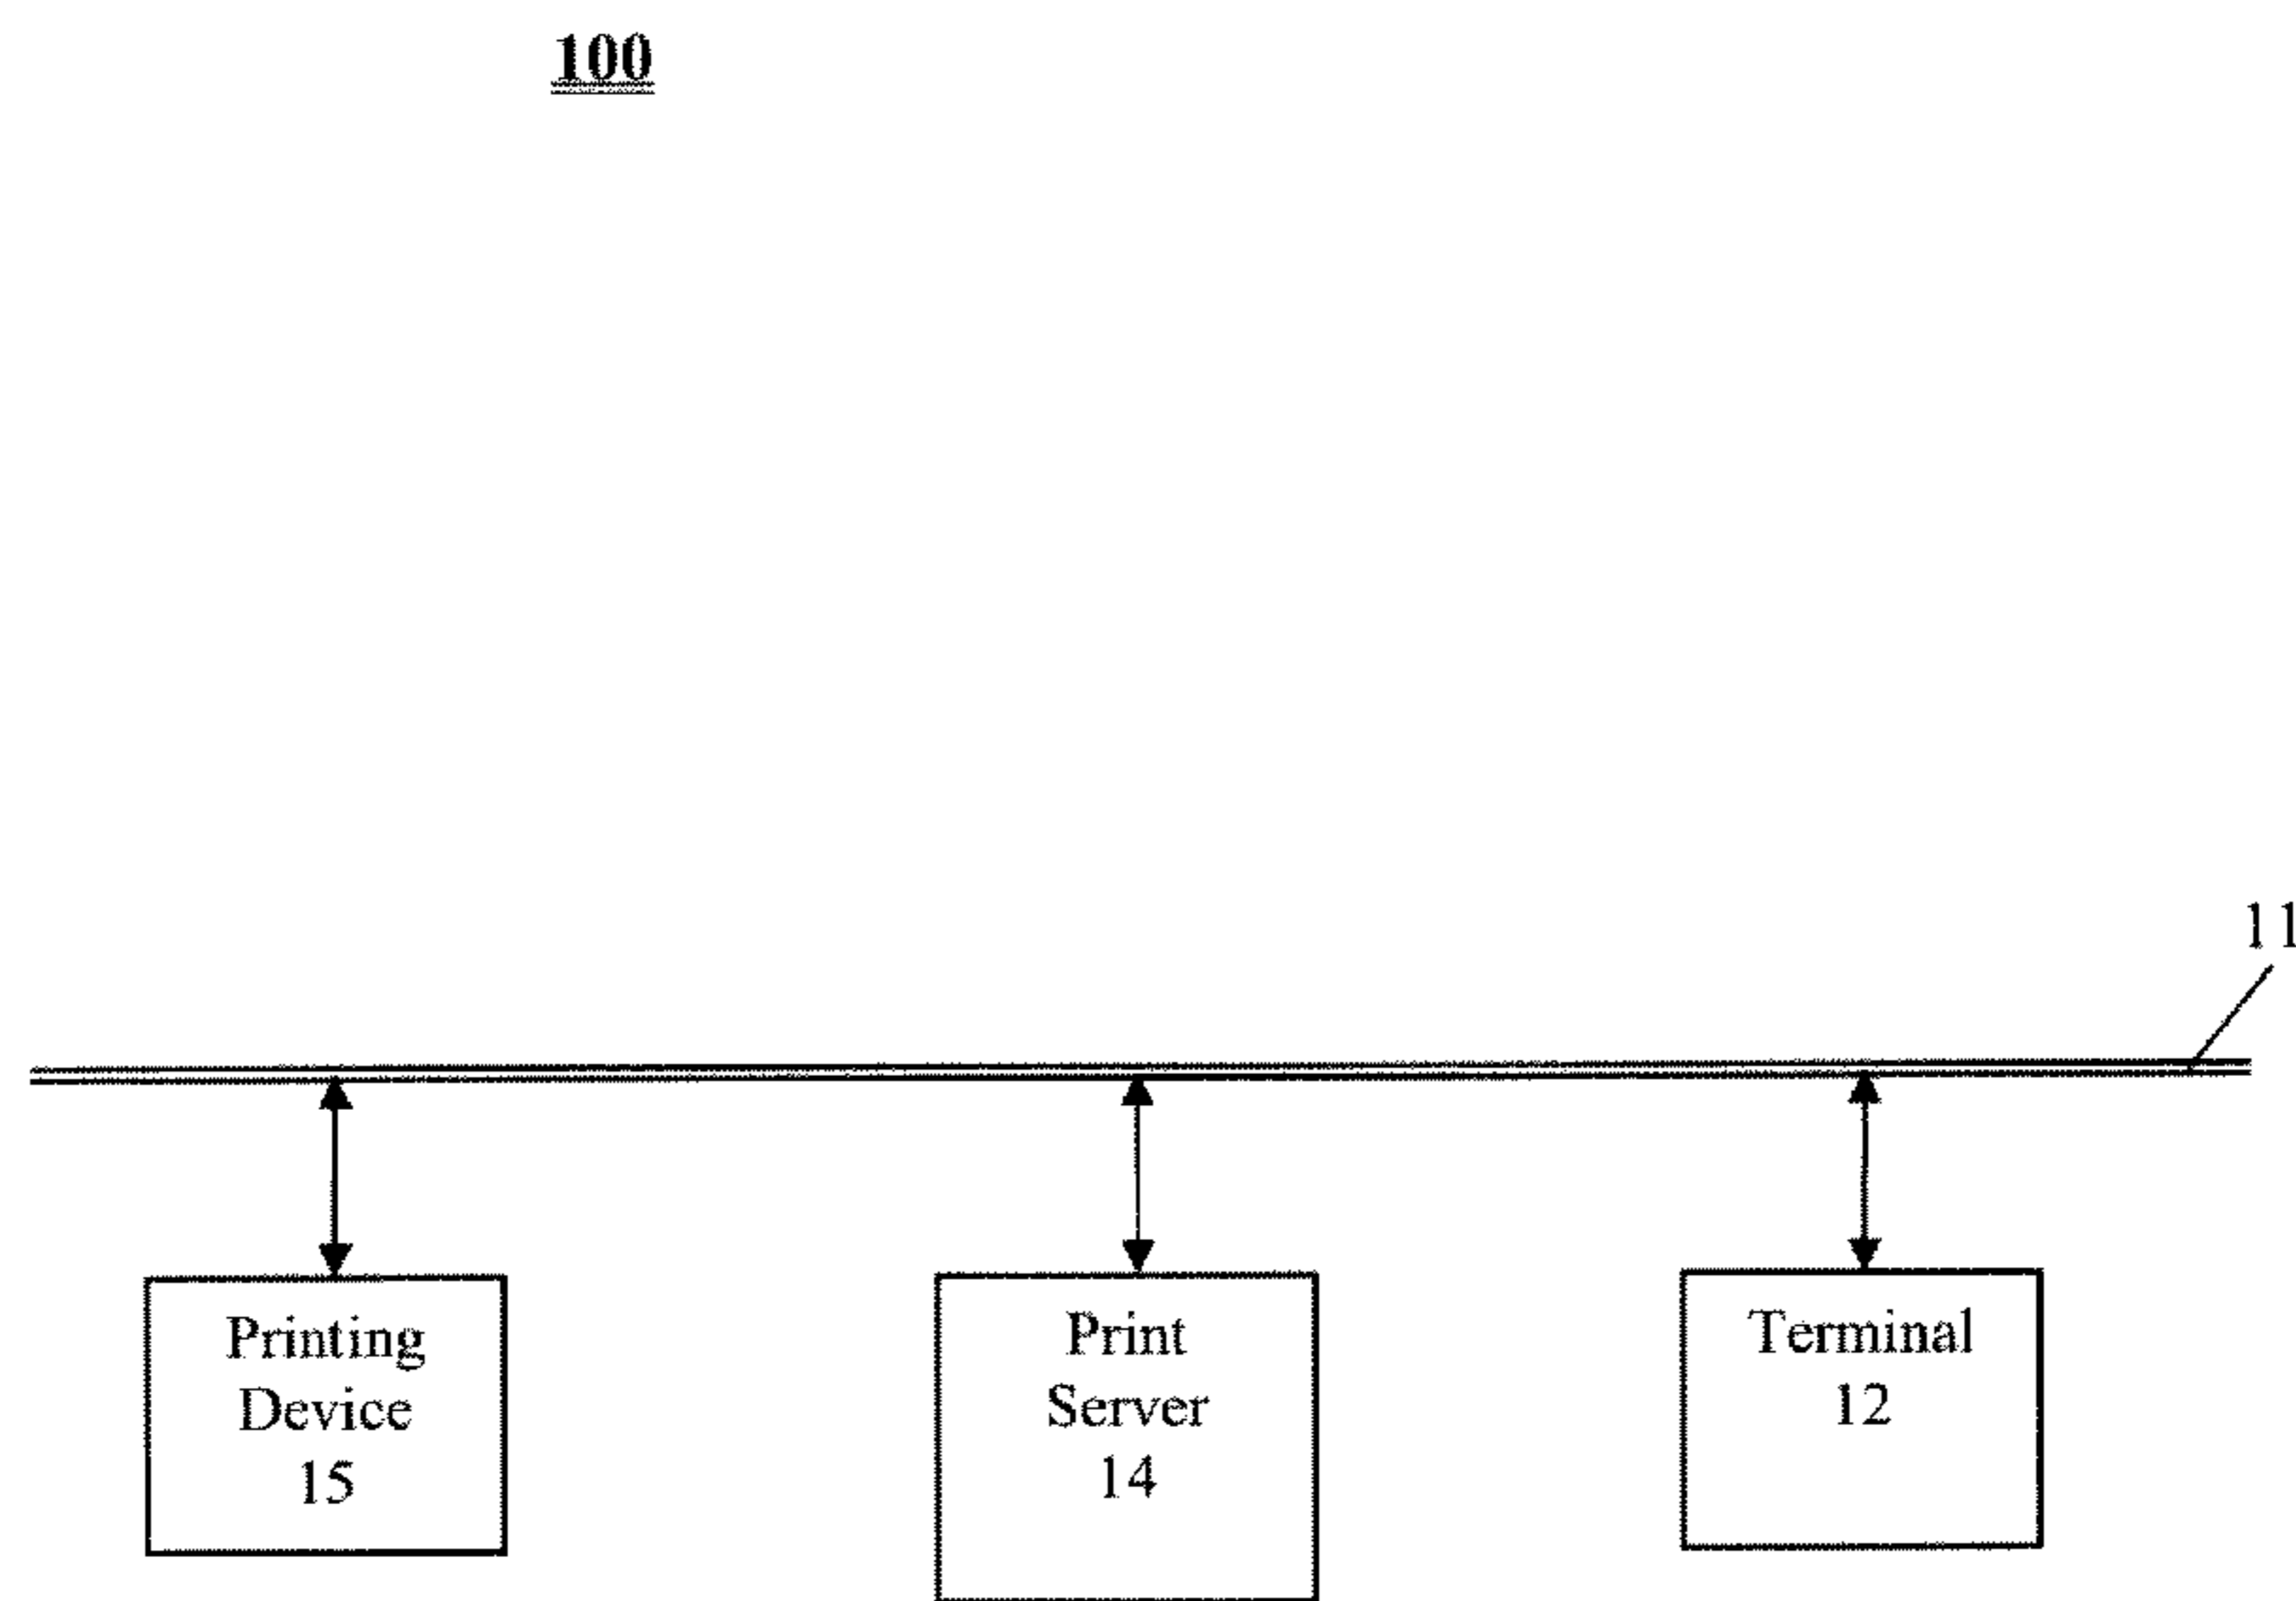 100
11
Printing
Device
15
Print
Server
14
Terminal
12